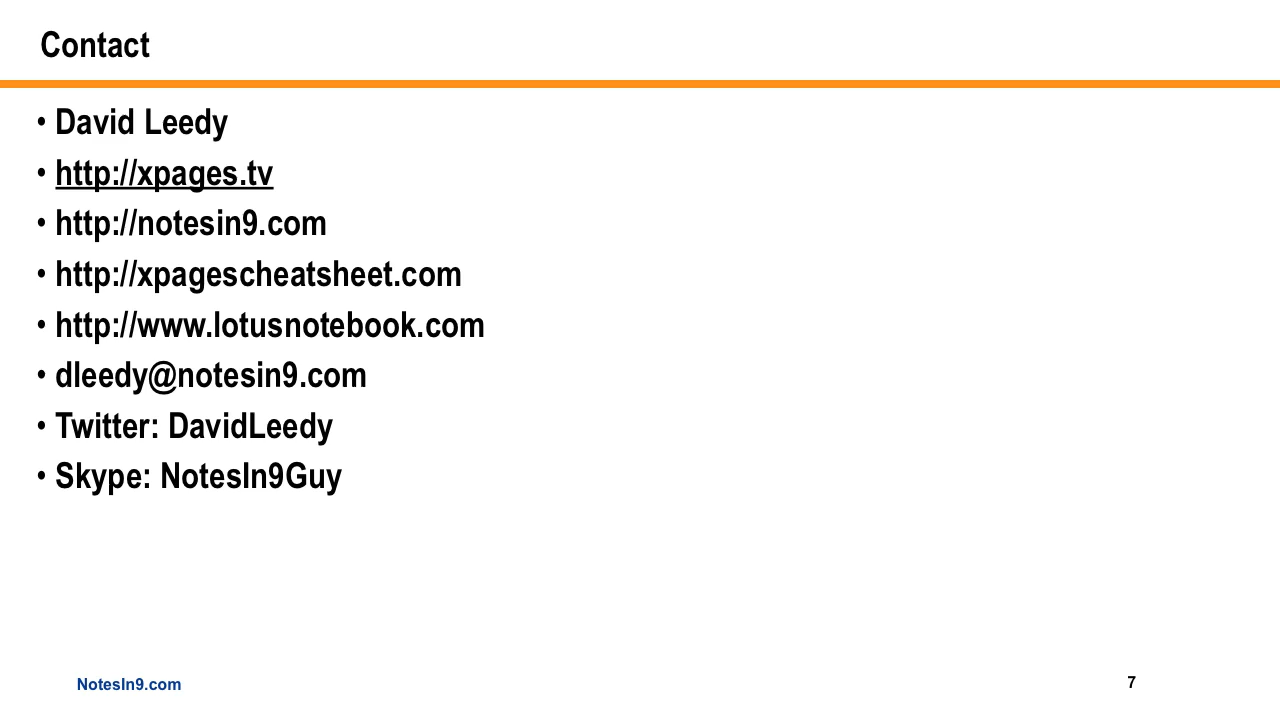 Contact
• David Leedy
• http://xpages.tv
• http://notesin9.com
• http://xpagescheatsheet.com
• http://www.lotusnotebook.com
• dleedy@notesin9.com
• Twitter: DavidLeedy
• Skype: NotesIn9Guy
NotesIn9.com
7